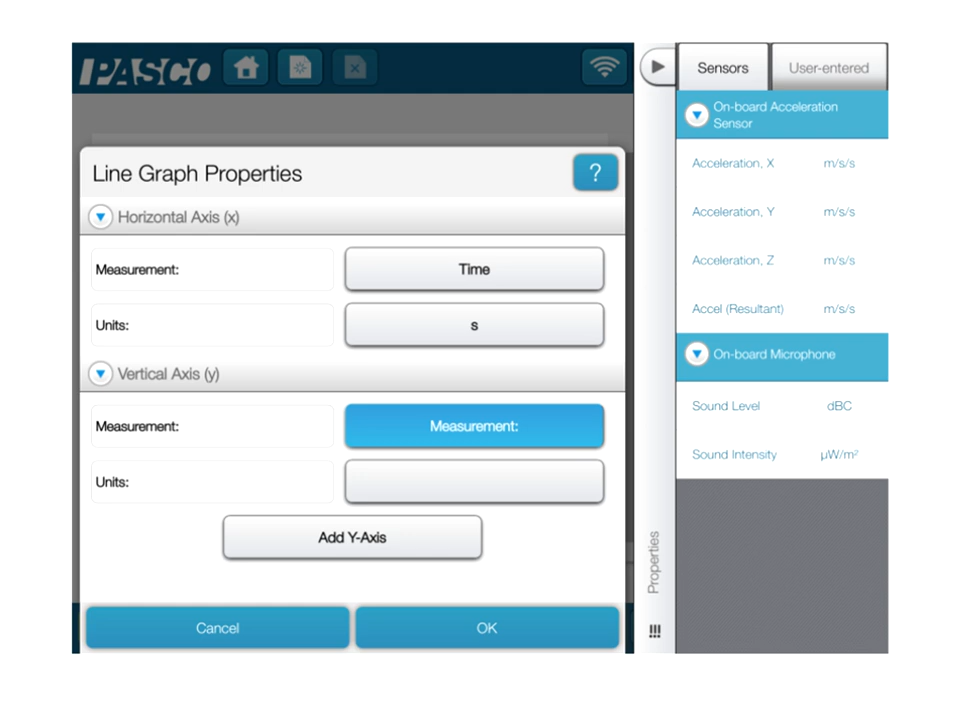 PASCO
Sensors
User-entered
On-board Acceleration
Sensor
Acceleration, X m/s/s
Acceleration, Y m/s/s
Acceleration, Z m/s/s
Accel (Resultant) m/s/s
On-board Microphone
Sound Level dBC
Sound Intensity µW/m²
Line Graph Properties
?
Horizontal Axis (x)
Measurement: Time
Units: s
Vertical Axis (y)
Measurement: Measurement:
Units:
Add Y-Axis
Cancel OK
Properties
!!!